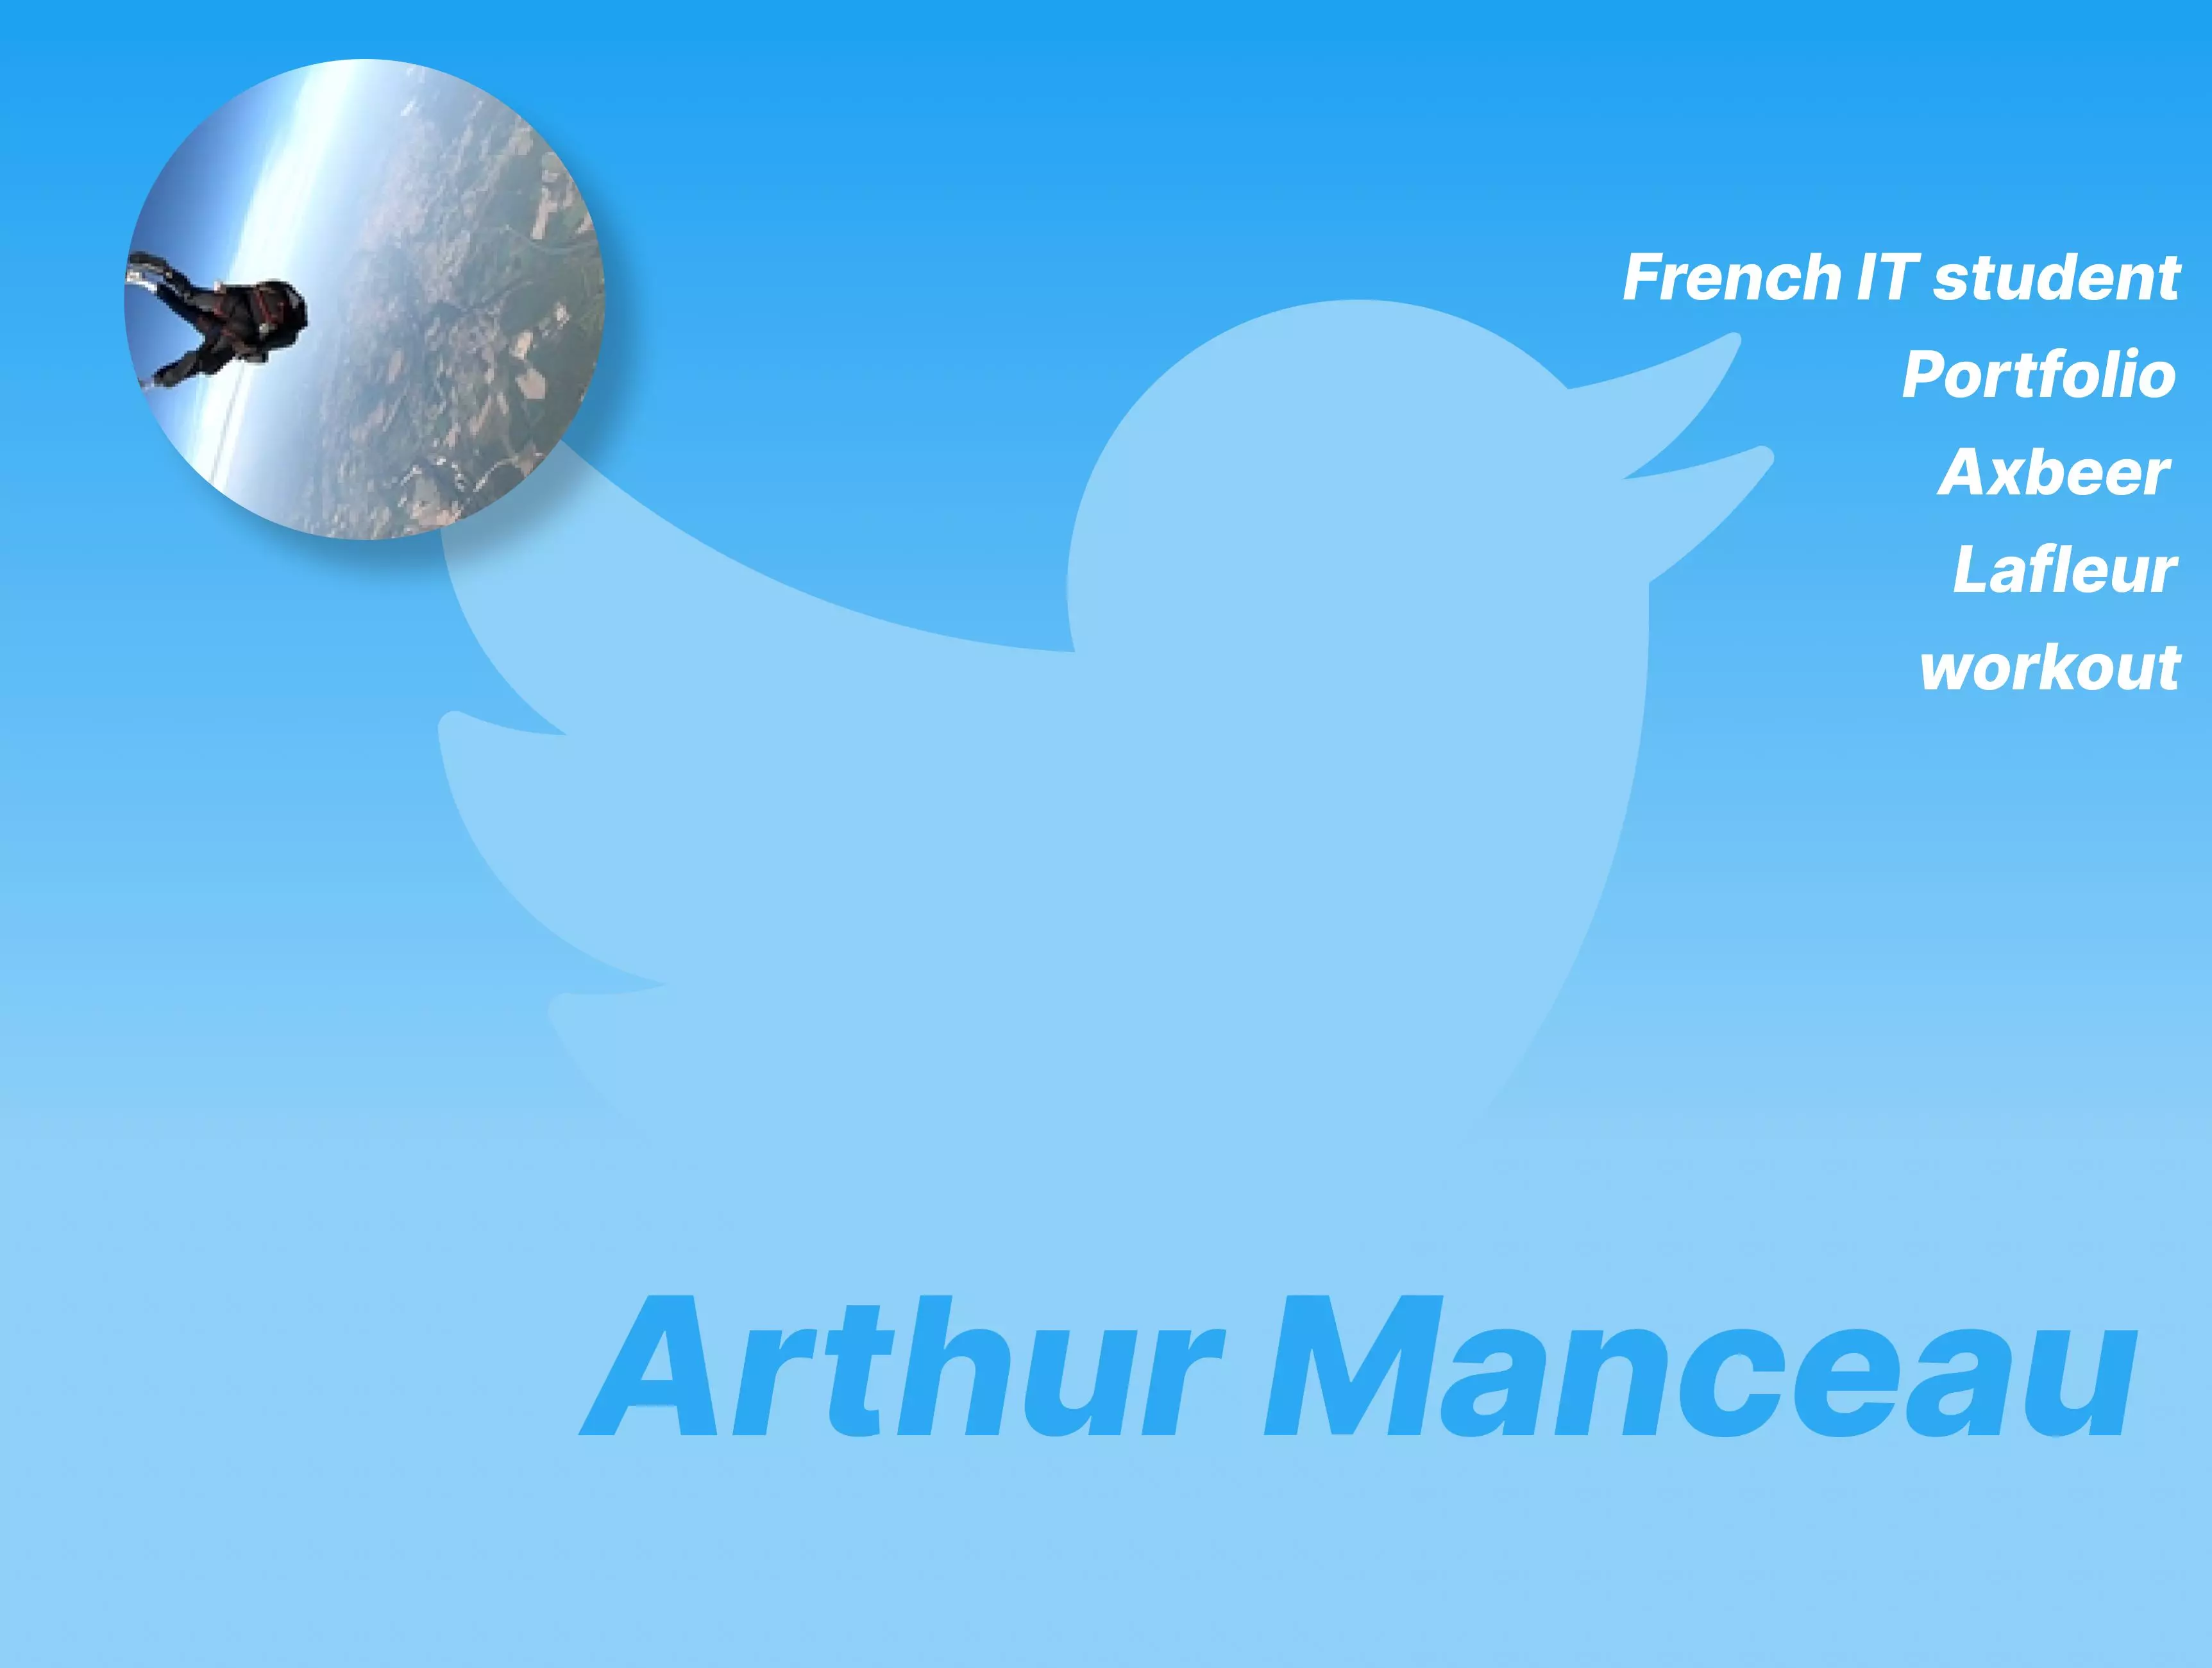 French IT student
Portfolio
Axbeer
Lafleur
workout
Arthur Manceau